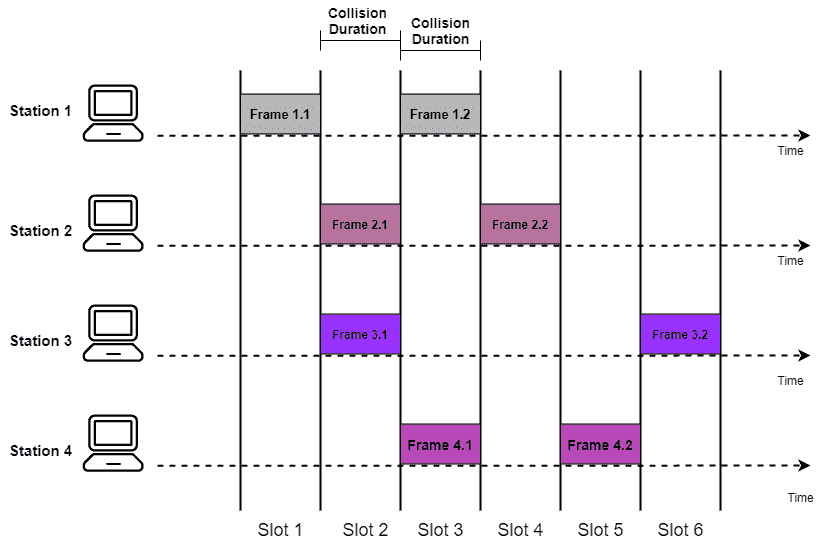 Collision
Duration
Collision
Duration
Station 1
Frame 1.1
Frame 1.2
Time
Station 2
Frame 2.1
Frame 2.2
Time
Station 3
Frame 3.1
Frame 3.2
Time
Station 4
Frame 4.1
Frame 4.2
Time
Slot 1
Slot 2
Slot 3
Slot 4
Slot 5
Slot 6